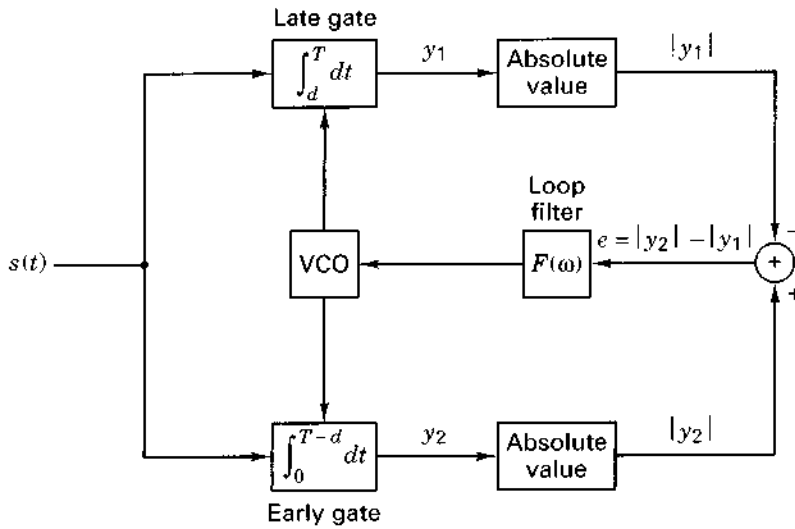 Late gate
∫_d^T dt
y₁
Absolute
value
|y₁|
−
Loop
filter
s(t)
VCO
F(ω)
e = |y₂| − |y₁|
+
+
∫_0^{T−d} dt
y₂
Absolute
value
|y₂|
Early gate